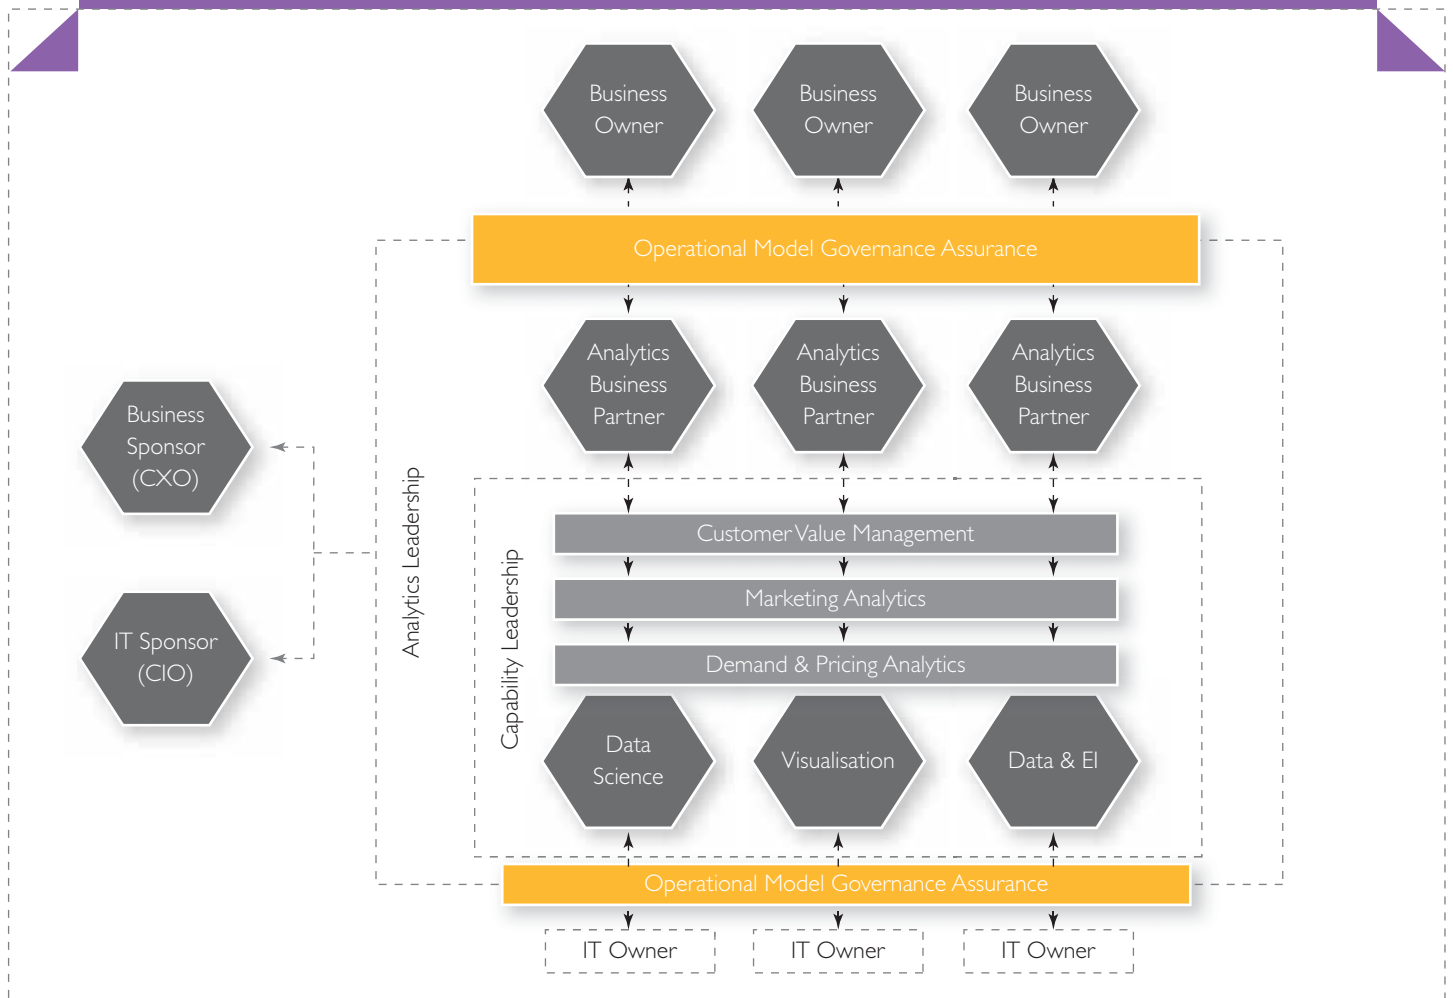 Business
Owner
Business
Owner
Business
Owner
Operational Model Governance Assurance
Analytics
Business
Partner
Analytics
Business
Partner
Analytics
Business
Partner
Business
Sponsor
(CXO)
IT Sponsor
(CIO)
Analytics Leadership
Capability Leadership
Customer Value Management
Marketing Analytics
Demand & Pricing Analytics
Data
Science
Visualisation
Data & EI
Operational Model Governance Assurance
IT Owner
IT Owner
IT Owner